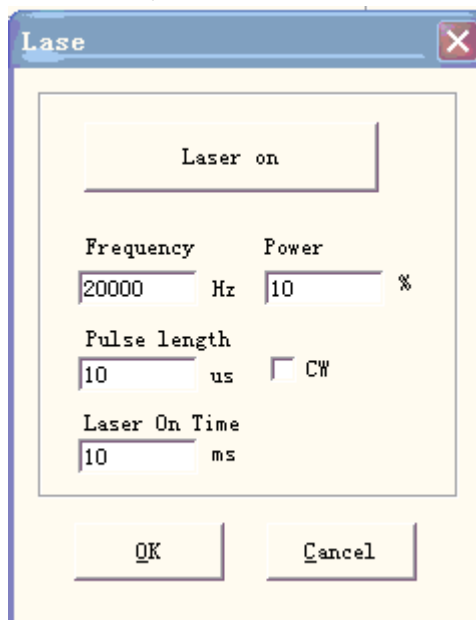 Lase
Laser on
Frequency Power
20000 Hz 10 %
Pulse length
10 us CW
Laser On Time
10 ms
OK Cancel